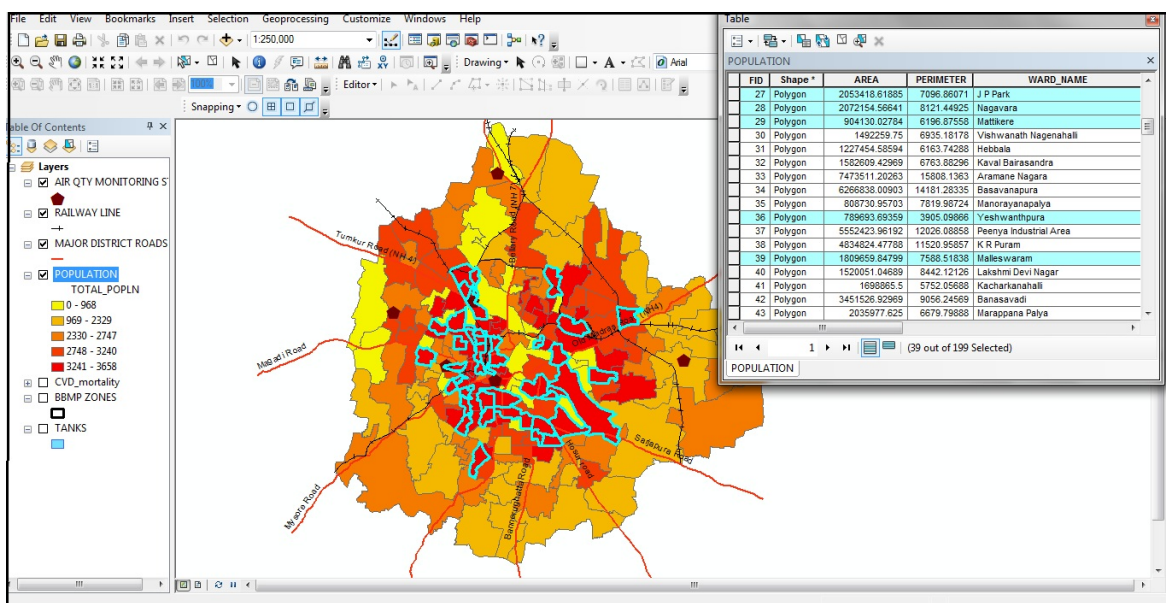 File Edit View Bookmarks Insert Selection Geoprocessing Customize Windows Help
1:250,000
Drawing
A
Arial
100%
Editor
Snapping
Table Of Contents
Layers
AIR QTY MONITORING S
RAILWAY LINE
MAJOR DISTRICT ROADS
POPULATION
TOTAL_POPLN
0 - 968
969 - 2329
2330 - 2747
2748 - 3240
3241 - 3658
CVD_mortality
BBMP ZONES
TANKS
Tumkur Road (NH 4)
Bellary Road (NH7)
Old Madras Road (NH4)
Magadi Road
Mysore Road
Bannerughatta Road
Hosur road
Sarjapura Road
Table
POPULATION
FID Shape * AREA PERIMETER WARD_NAME
27 Polygon 2053418.61885 7096.86071 J P Park
28 Polygon 2072154.56641 8121.44925 Nagavara
29 Polygon 904130.02784 6196.87558 Mattikere
30 Polygon 1492259.75 6935.18178 Vishwanath Nagenahalli
31 Polygon 1227454.58594 6163.74288 Hebbala
32 Polygon 1582609.42969 6763.88296 Kaval Bairasandra
33 Polygon 7473511.20263 15808.1363 Aramane Nagara
34 Polygon 6266838.00903 14181.28335 Basavanapura
35 Polygon 808730.95703 7819.98724 Manorayanapalya
36 Polygon 789693.69359 3905.09866 Yeshwanthpura
37 Polygon 5552423.96192 12026.08858 Peenya Industrial Area
38 Polygon 4834824.47788 11520.95857 K R Puram
39 Polygon 1809659.84799 7588.51838 Malleswaram
40 Polygon 1520051.04689 8442.12126 Lakshmi Devi Nagar
41 Polygon 1698865.5 5752.05688 Kacharkanahalli
42 Polygon 3451526.92969 9056.24569 Banasavadi
43 Polygon 2035977.625 6679.79888 Marappana Palya
1
(39 out of 199 Selected)
POPULATION